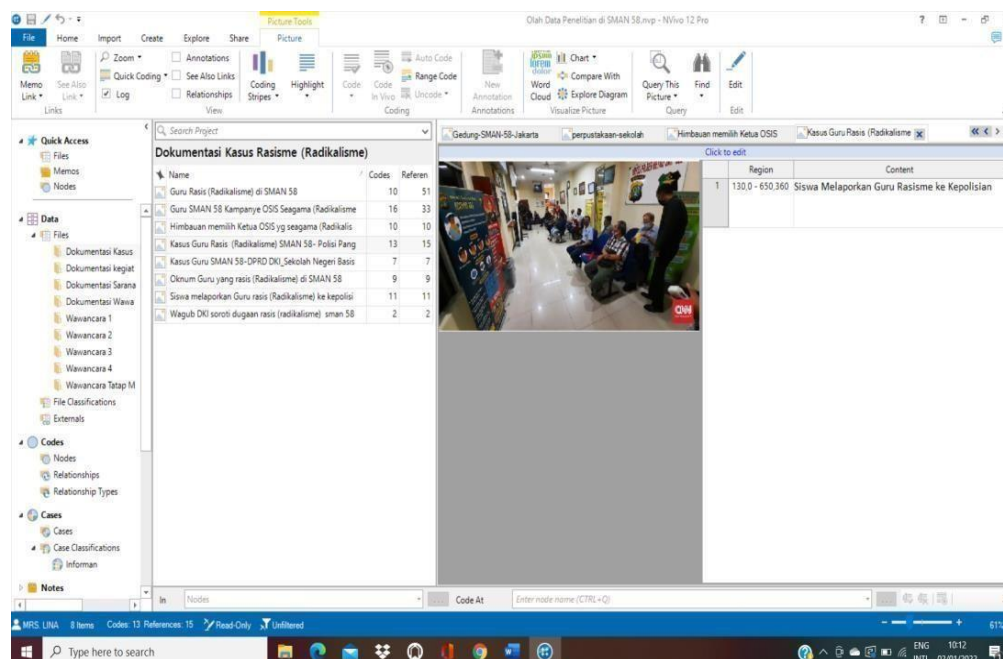 Picture Tools
Olah Data Penelitian di SMAN 58.nvp - NVivo 12 Pro
File Home Import Create Explore Share Picture
Memo Link
See Also Link
Zoom
Quick Coding
Log
Links
Annotations
See Also Links
Relationships
View
Coding Stripes
Highlight
Code
Code In Vivo
Auto Code
Range Code
Uncode
Coding
New Annotation
Annotations
Word Cloud
Chart
Compare With
Explore Diagram
Visualize Picture
Query This Picture
Find
Query
Edit
Edit
Quick Access
Files
Memos
Nodes
Data
Files
Dokumentasi Kasus
Dokumentasi kegiat
Dokumentasi Sarana
Dokumentasi Wawa
Wawancara 1
Wawancara 2
Wawancara 3
Wawancara 4
Wawancara Tatap M
File Classifications
Externals
Codes
Nodes
Relationships
Relationship Types
Cases
Cases
Case Classifications
Informan
Notes
Search Project
Dokumentasi Kasus Rasisme (Radikalisme)
Name Codes Referen
Guru Rasis (Radikalisme) di SMAN 58 10 51
Guru SMAN 58 Kampanye OSIS Seagama (Radikalisme 16 33
Himbauan memilih Ketua OSIS yg seagama (Radikalis 10 10
Kasus Guru Rasis (Radikalisme) SMAN 58- Polisi Pang 13 15
Kasus Guru SMAN 58-DPRD DKI_Sekolah Negeri Basis 7 7
Oknum Guru yang rasis (Radikalisme) di SMAN 58 9 9
Siswa melaporkan Guru rasis (Radikalisme) ke kepolisi 11 11
Wagub DKI soroti dugaan rasis (radikalisme) sman 58 2 2
Gedung-SMAN-58-Jakarta perpustakaan-sekolah Himbauan memilih Ketua OSIS Kasus Guru Rasis (Radikalisme
Click to edit
Region Content
1 130,0 - 650,360 Siswa Melaporkan Guru Rasisme ke Kepolisian
CNN
In Nodes Code At Enter node name (CTRL+Q)
MRS. LINA 8 Items Codes: 13 References: 15 Read-Only Unfiltered 61%
Type here to search
ENG 10:12
INTL 02/01/2022